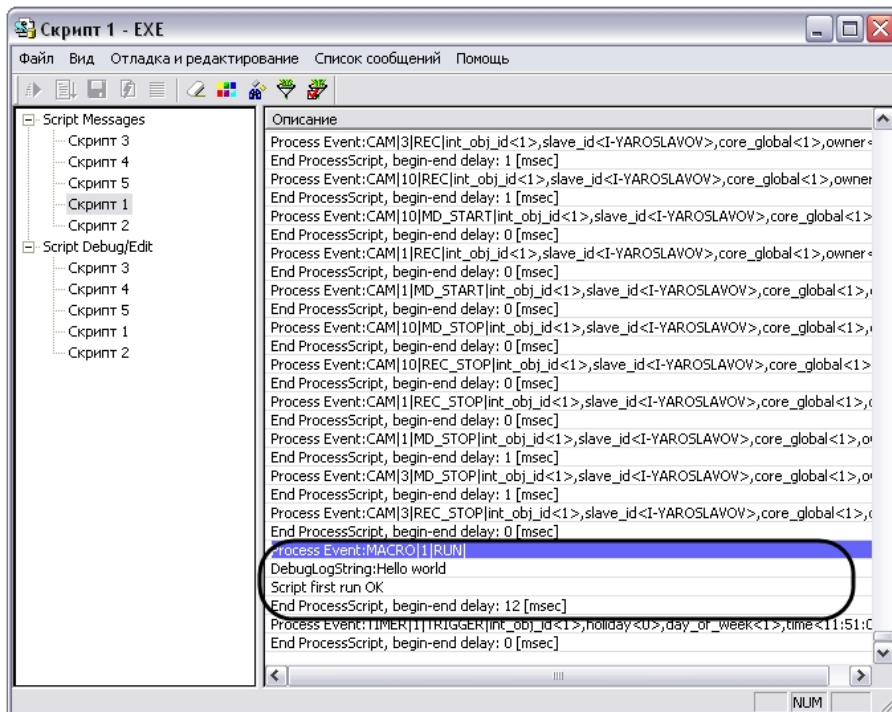 Скрипт 1 - EXE
Файл Вид Отладка и редактирование Список сообщений Помощь
Script Messages
Скрипт 3
Скрипт 4
Скрипт 5
Скрипт 1
Скрипт 2
Script Debug/Edit
Скрипт 3
Скрипт 4
Скрипт 5
Скрипт 1
Скрипт 2
Описание
Process Event:CAM|3|REC|int_obj_id<1>,slave_id<I-YAROSLAVOV>,core_global<1>,owner<
End ProcessScript, begin-end delay: 1 [msec]
Process Event:CAM|10|REC|int_obj_id<1>,slave_id<I-YAROSLAVOV>,core_global<1>,owner
End ProcessScript, begin-end delay: 1 [msec]
Process Event:CAM|10|MD_START|int_obj_id<1>,slave_id<I-YAROSLAVOV>,core_global<1>
End ProcessScript, begin-end delay: 0 [msec]
Process Event:CAM|1|REC|int_obj_id<1>,slave_id<I-YAROSLAVOV>,core_global<1>,owner<
End ProcessScript, begin-end delay: 0 [msec]
Process Event:CAM|1|MD_START|int_obj_id<1>,slave_id<I-YAROSLAVOV>,core_global<1>,
End ProcessScript, begin-end delay: 0 [msec]
Process Event:CAM|10|MD_STOP|int_obj_id<1>,slave_id<I-YAROSLAVOV>,core_global<1>,
End ProcessScript, begin-end delay: 0 [msec]
Process Event:CAM|10|REC_STOP|int_obj_id<1>,slave_id<I-YAROSLAVOV>,core_global<1>
End ProcessScript, begin-end delay: 0 [msec]
Process Event:CAM|1|REC_STOP|int_obj_id<1>,slave_id<I-YAROSLAVOV>,core_global<1>,
End ProcessScript, begin-end delay: 0 [msec]
Process Event:CAM|1|MD_STOP|int_obj_id<1>,slave_id<I-YAROSLAVOV>,core_global<1>,
End ProcessScript, begin-end delay: 1 [msec]
Process Event:CAM|3|MD_STOP|int_obj_id<1>,slave_id<I-YAROSLAVOV>,core_global<1>,
End ProcessScript, begin-end delay: 1 [msec]
Process Event:CAM|3|REC_STOP|int_obj_id<1>,slave_id<I-YAROSLAVOV>,core_global<1>,
End ProcessScript, begin-end delay: 0 [msec]
Process Event:MACRO|1|RUN|
DebugLogString:Hello world
Script first run OK
End ProcessScript, begin-end delay: 12 [msec]
Process Event:TIMER|1|TRIGGER|int_obj_id<1>,holiday<0>,day_of_week<1>,time<11:51:
End ProcessScript, begin-end delay: 0 [msec]
NUM